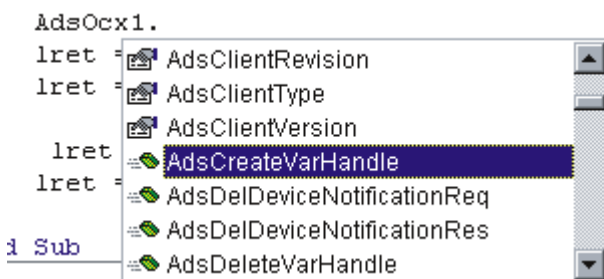 AdsOcx1.
lret = AdsClientRevision
lret = AdsClientType
AdsClientVersion
lret AdsCreateVarHandle
lret = AdsDelDeviceNotificationReq
AdsDelDeviceNotificationRes
d Sub AdsDeleteVarHandle